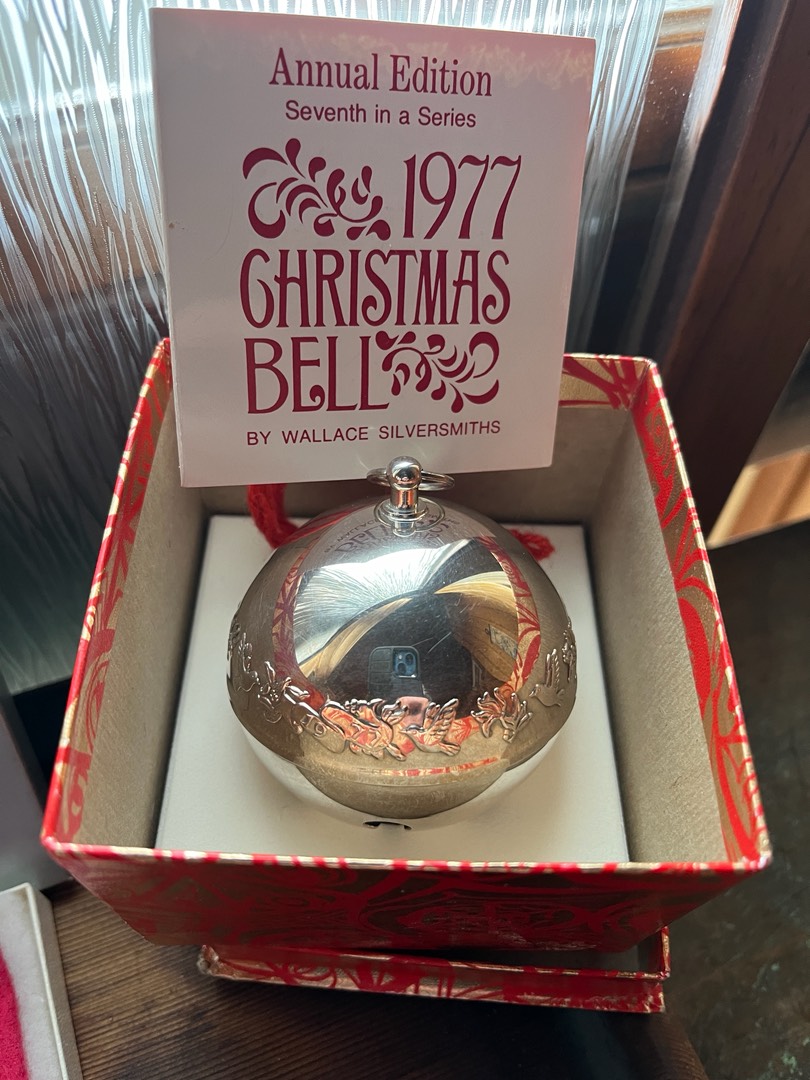 Annual Edition
Seventh in a Series
1977
CHRISTMAS
BELL
BY WALLACE SILVERSMITHS